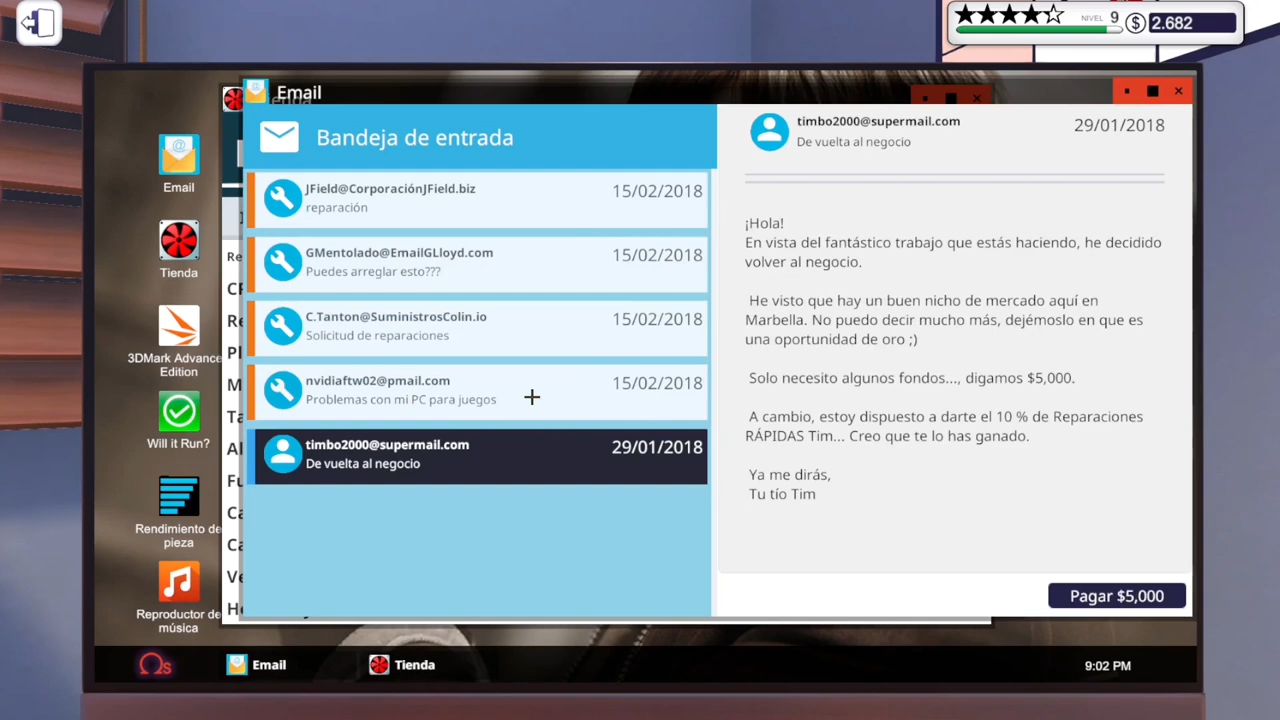 NIVEL 9
$ 2.682
Email
Bandeja de entrada
JField@CorporaciónJField.biz
15/02/2018
reparación
GMentolado@EmailGLloyd.com
15/02/2018
Puedes arreglar esto???
C.Tanton@SuministrosColin.io
15/02/2018
Solicitud de reparaciones
nvidiaftw02@pmail.com
15/02/2018
Problemas con mi PC para juegos
timbo2000@supermail.com
29/01/2018
De vuelta al negocio
timbo2000@supermail.com
29/01/2018
De vuelta al negocio
¡Hola!
En vista del fantástico trabajo que estás haciendo, he decidido
volver al negocio.
He visto que hay un buen nicho de mercado aquí en
Marbella. No puedo decir mucho más, dejémoslo en que es
una oportunidad de oro ;)
Solo necesito algunos fondos..., digamos $5,000.
A cambio, estoy dispuesto a darte el 10 % de Reparaciones
RÁPIDAS Tim... Creo que te lo has ganado.
Ya me dirás,
Tu tío Tim
Pagar $5,000
Email
Tienda
3DMark Advance
Edition
Will it Run?
Rendimiento de
pieza
Reproductor de
música
Ωs
Email
Tienda
9:02 PM